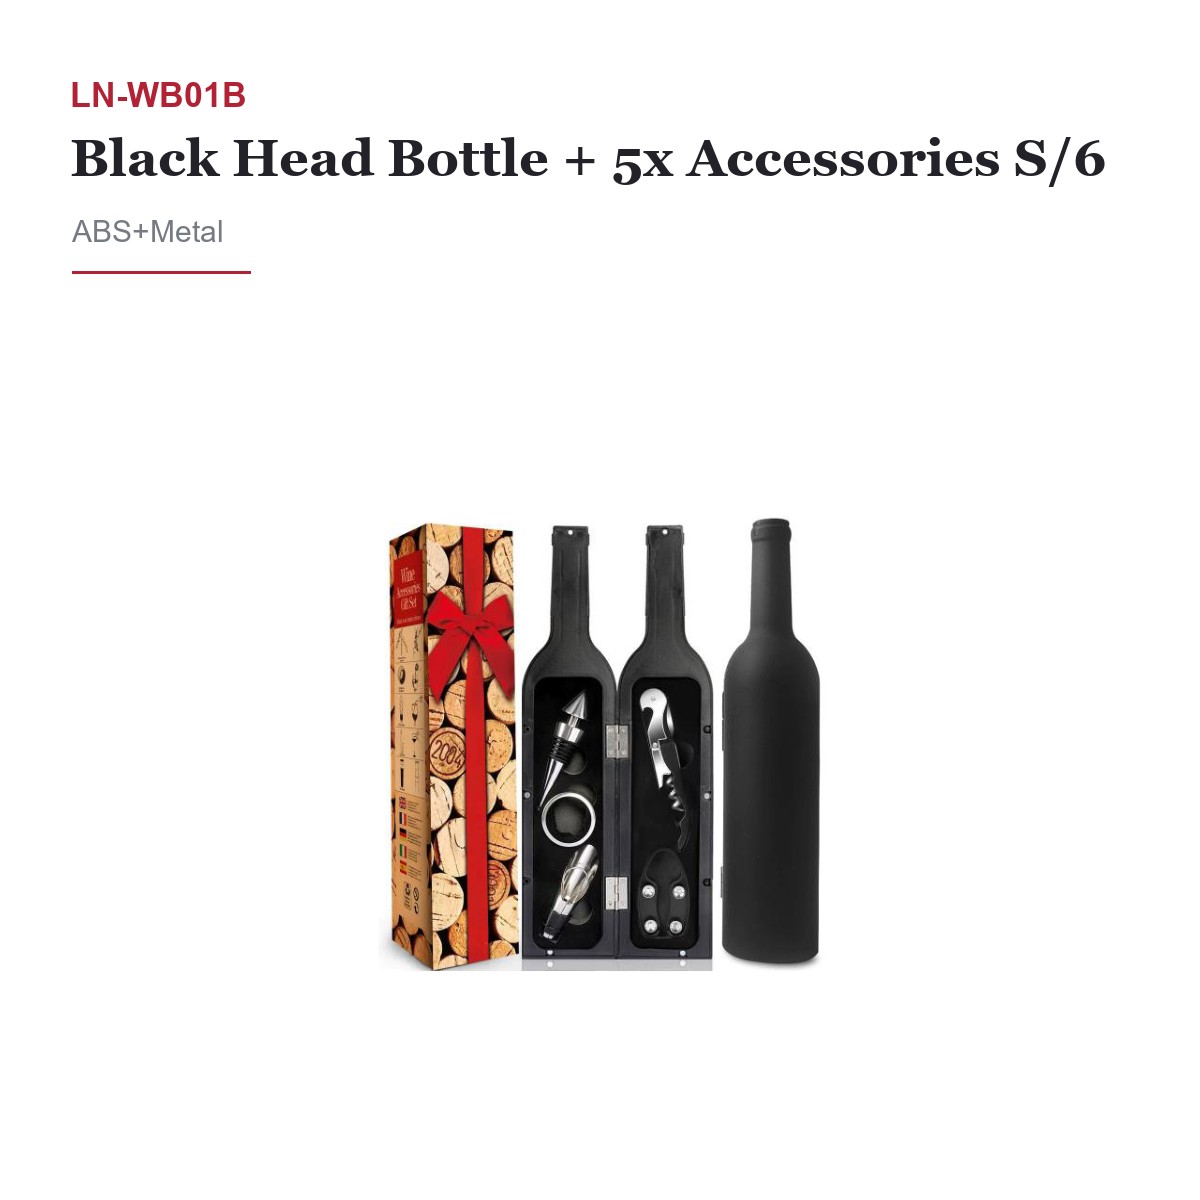 LN-WB01B
Black Head Bottle + 5x Accessories S/6
ABS+Metal
Wine
Accessories
Gift Set
2004